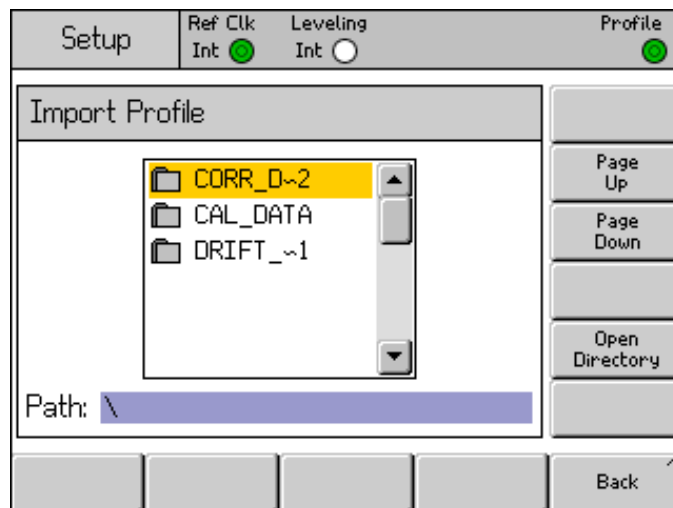 Setup
Ref Clk
Int
Leveling
Int
Profile
Import Profile
CORR_D~2
CAL_DATA
DRIFT_~1
Path: \
Page
Up
Page
Down
Open
Directory
Back